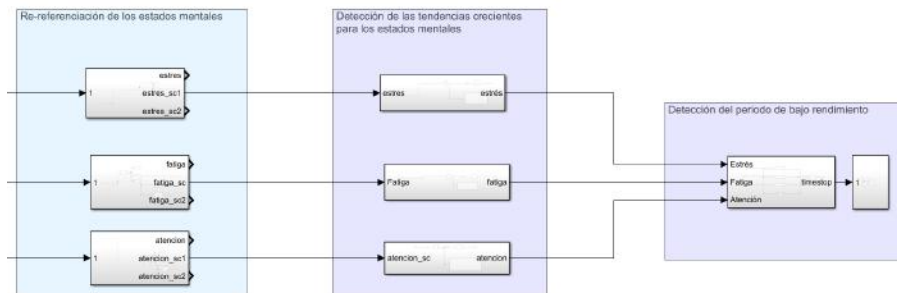 Re-referenciación de los estados mentales
estres
1
estres_sc1
estres_sc2
fatiga
1
fatiga_sc
fatiga_sc2
atencion
1
atencion_sc1
atencion_sc2
Detección de las tendencias crecientes
para los estados mentales
estres estrés
Fatiga fatiga
atencion_sc atencion
Detección del periodo de bajo rendimiento
Estrés
Fatiga timestop
Atención
1